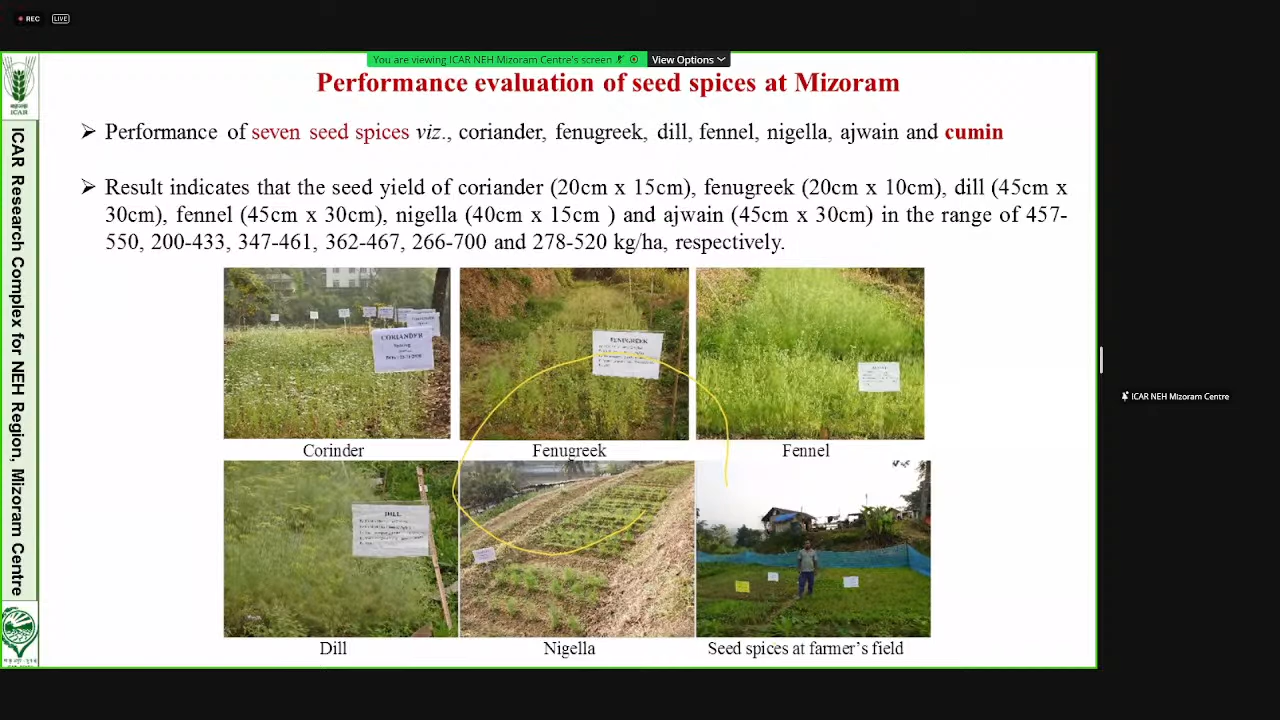 REC
LIVE
You are viewing ICAR NEH Mizoram Centre's screen
View Options
ICAR
ICAR Research Complex for NEH Region, Mizoram Centre
Performance evaluation of seed spices at Mizoram
Performance of seven seed spices viz., coriander, fenugreek, dill, fennel, nigella, ajwain and cumin
Result indicates that the seed yield of coriander (20cm x 15cm), fenugreek (20cm x 10cm), dill (45cm x
30cm), fennel (45cm x 30cm), nigella (40cm x 15cm ) and ajwain (45cm x 30cm) in the range of 457-
550, 200-433, 347-461, 362-467, 266-700 and 278-520 kg/ha, respectively.
CORIANDER
FENUGREEK
Corinder
Fenugreek
Fennel
DILL
Dill
Nigella
Seed spices at farmer's field
ICAR NEH Mizoram Centre